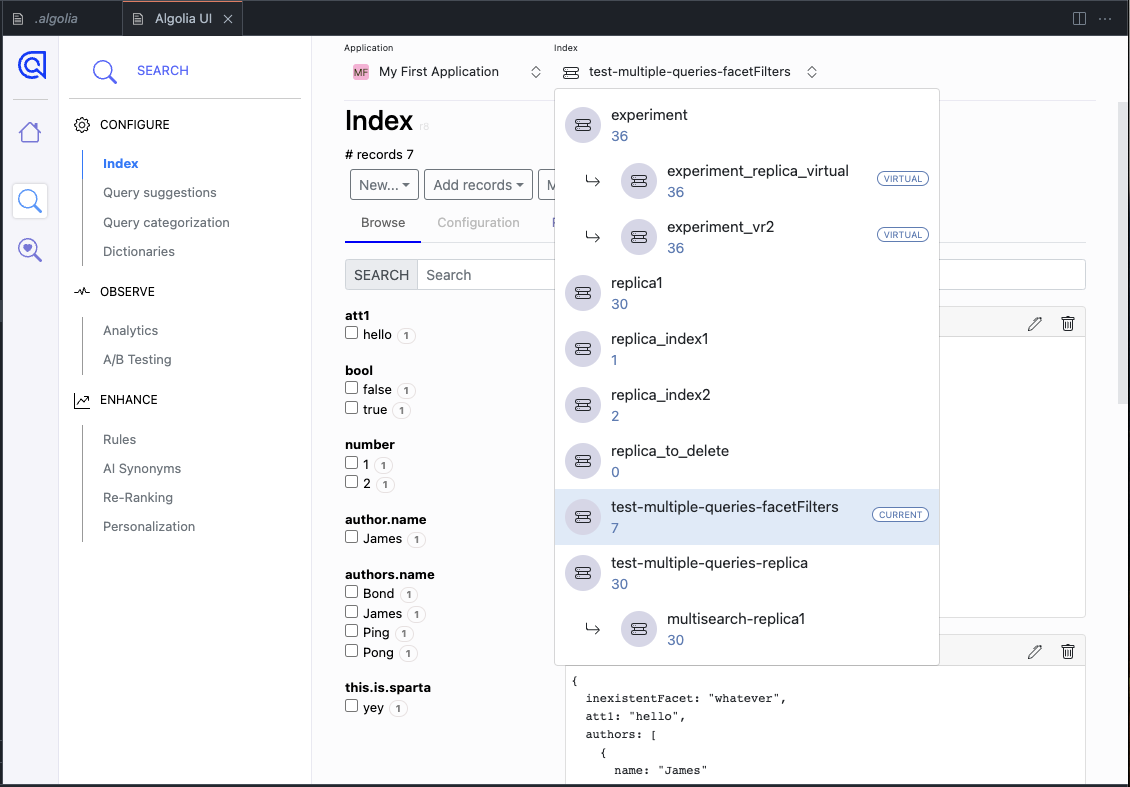 .algolia
Algolia UI
SEARCH
CONFIGURE
Index
Query suggestions
Query categorization
Dictionaries
OBSERVE
Analytics
A/B Testing
ENHANCE
Rules
AI Synonyms
Re-Ranking
Personalization
Application
MF My First Application
Index
test-multiple-queries-facetFilters
Index r8
# records 7
New...
Add records
M
Browse
Configuration
SEARCH
Search
att1
hello 1
bool
false 1
true 1
number
1 1
2 1
author.name
James 1
authors.name
Bond 1
James 1
Ping 1
Pong 1
this.is.sparta
yey 1
experiment
36
experiment_replica_virtual
36
VIRTUAL
experiment_vr2
36
VIRTUAL
replica1
30
replica_index1
1
replica_index2
2
replica_to_delete
0
test-multiple-queries-facetFilters
7
CURRENT
test-multiple-queries-replica
30
multisearch-replica1
30
{
inexistentFacet: "whatever",
att1: "hello",
authors: [
{
name: "James"